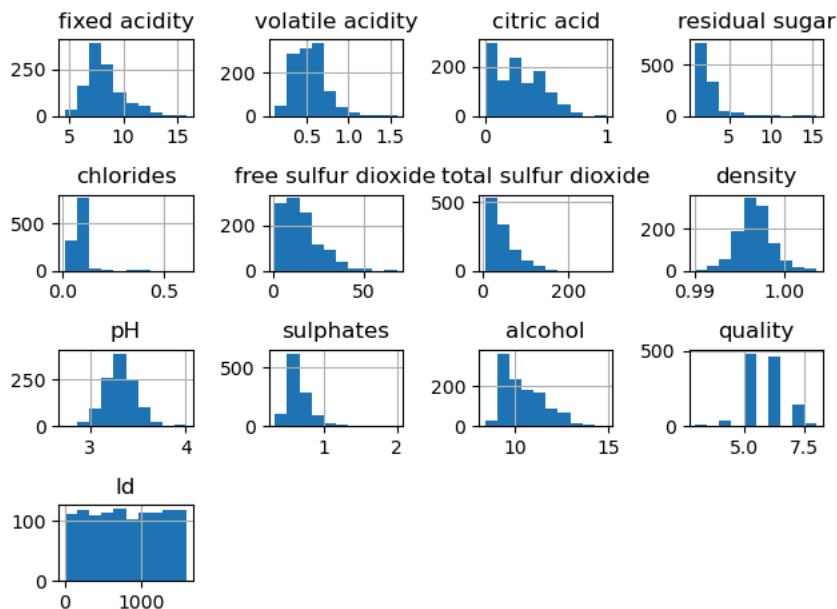 fixed acidity
250
0
5 10 15
volatile acidity
200
0
0.5 1.0 1.5
citric acid
200
0
0 1
residual sugar
500
0
5 10 15
chlorides
500
0
0.0 0.5
free sulfur dioxide
200
0
0 50
total sulfur dioxide
500
0
0 200
density
200
0
0.99 1.00
pH
250
0
3 4
sulphates
500
0
1 2
alcohol
200
0
10 15
quality
500
0
5.0 7.5
Id
100
0
0 1000